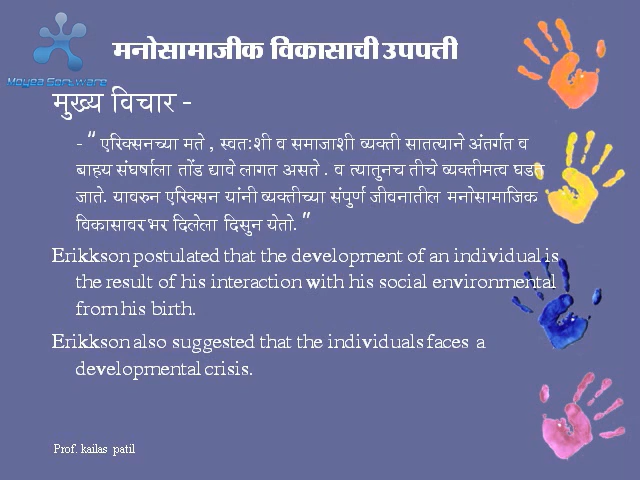 मनोसामाजीक विकासाची उपपत्ती
Moyea Software
मुख्य विचार -
- " एरिक्सनच्या मते , स्वतःशी व समाजाशी व्यक्ती सातत्याने अंतर्गत व
बाहय संघर्षाला तोंड द्यावे लागत असते . व त्यातुनच तीचे व्यक्तीमत्व घडत
जाते. यावरुन एरिक्सन यांनी व्यक्तीच्या संपुर्ण जीवनातील मनोसामाजिक
विकासावर भर दिलेला दिसुन येतो. "
Erikkson postulated that the development of an individual is
the result of his interaction with his social environmental
from his birth.
Erikkson also suggested that the individuals faces a
developmental crisis.
Prof. kailas patil